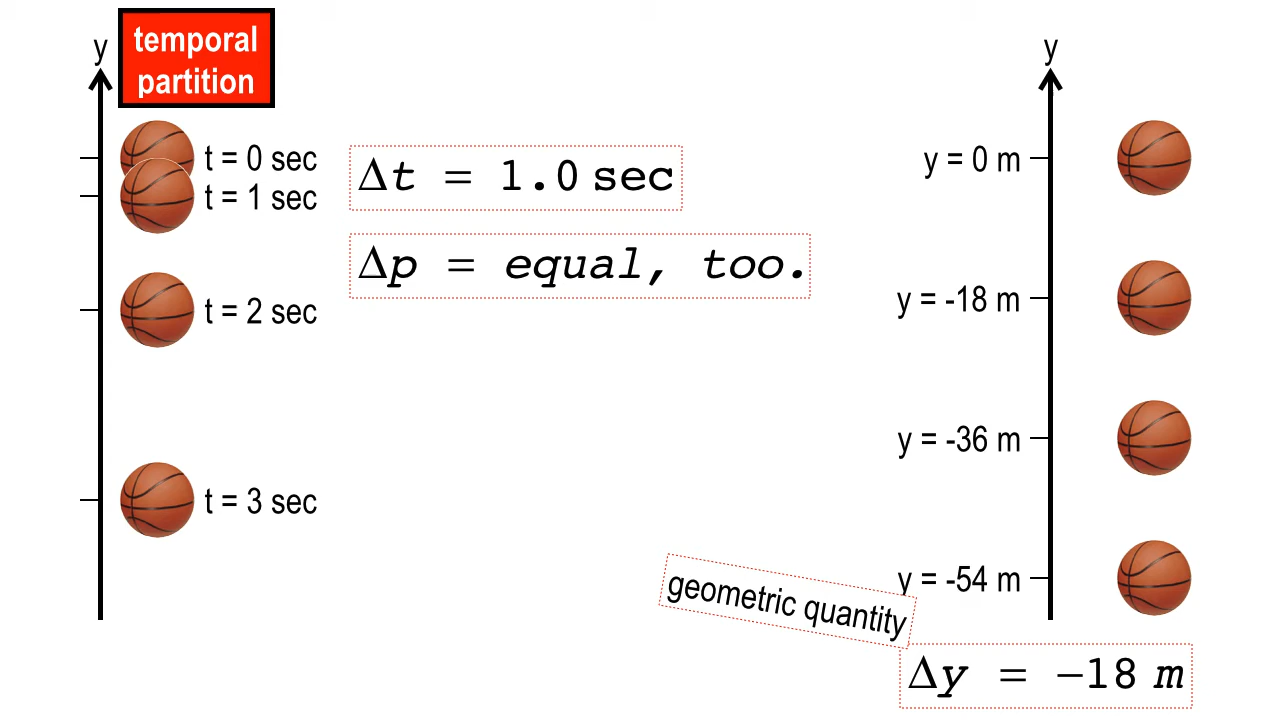 y
temporal
partition
t = 0 sec
t = 1 sec
t = 2 sec
t = 3 sec
Δt = 1.0 sec
Δp = equal, too.
y
y = 0 m
y = -18 m
y = -36 m
y = -54 m
geometric quantity
Δy = −18 m